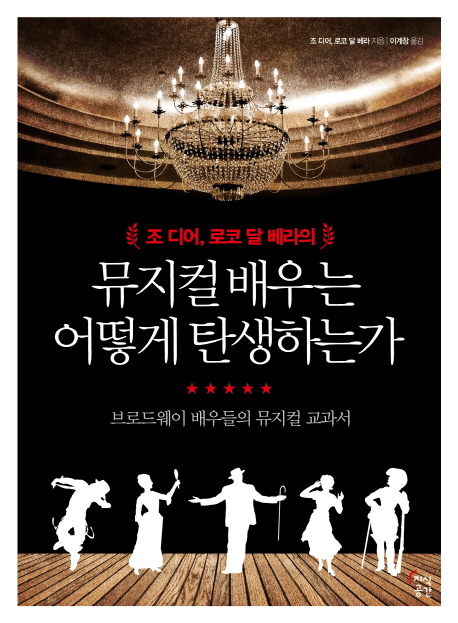 조 디어, 로코 달 베라 지음 | 이계창 옮김
조 디어, 로코 달 베라의
뮤지컬 배우는
어떻게 탄생하는가
★★★★★
브로드웨이 배우들의 뮤지컬 교과서
지식
공간